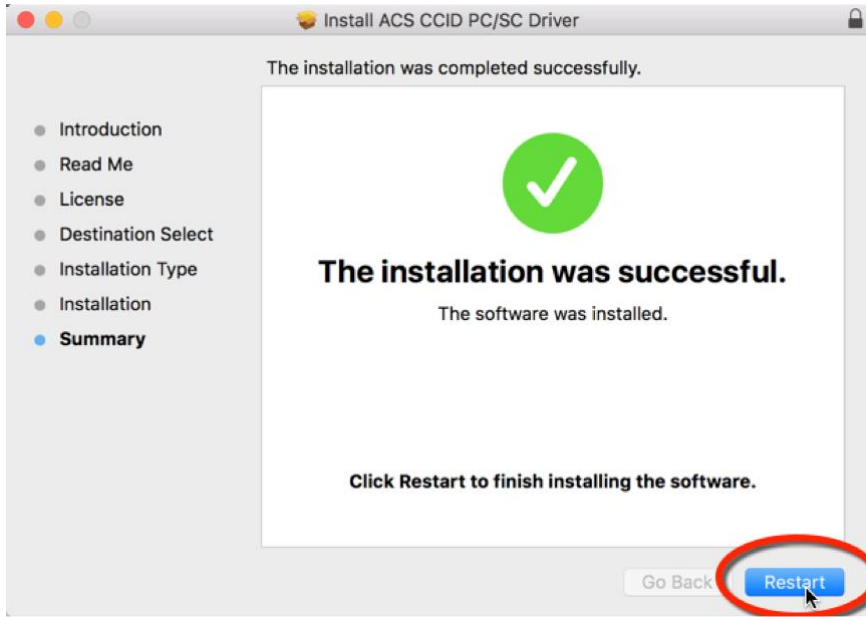 Install ACS CCID PC/SC Driver
The installation was completed successfully.
Introduction
Read Me
License
Destination Select
Installation Type
Installation
Summary
The installation was successful.
The software was installed.
Click Restart to finish installing the software.
Go Back
Restart